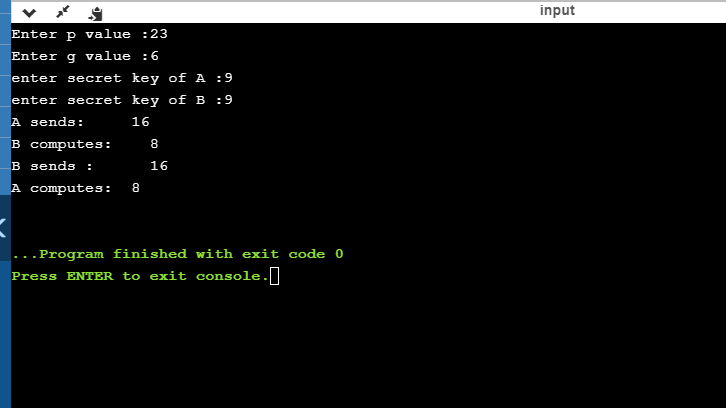 input
Enter p value :23
Enter g value :6
enter secret key of A :9
enter secret key of B :9
A sends: 16
B computes: 8
B sends : 16
A computes: 8
...Program finished with exit code 0
Press ENTER to exit console.